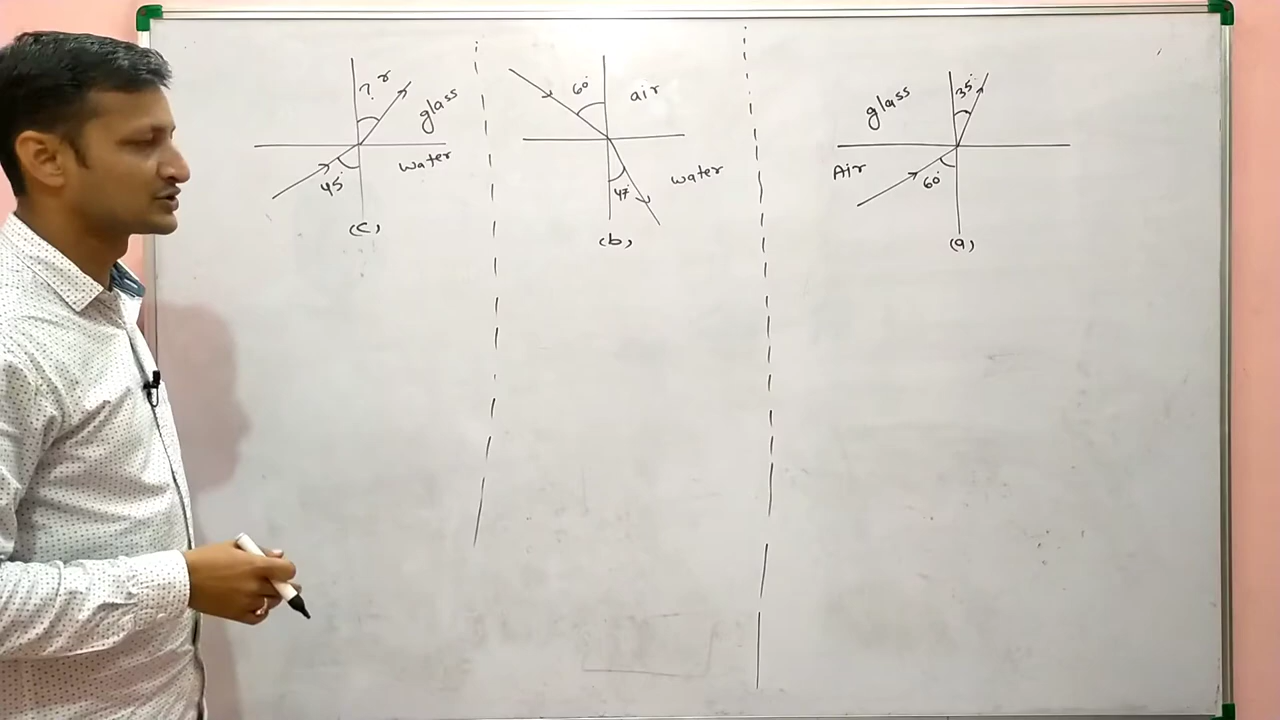 ? r
glass
water
45°
(c)
60°
air
water
47°
(b)
glass
35°
Air
60°
(a)